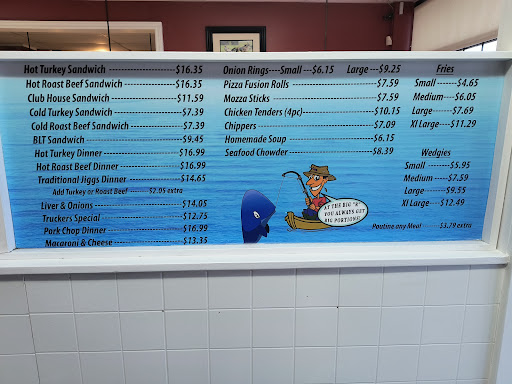 Hot Turkey Sandwich ---$16.35
Hot Roast Beef Sandwich ---$16.35
Club House Sandwich ---$11.59
Cold Turkey Sandwich ---$7.39
Cold Roast Beef Sandwich ---$7.39
BLT Sandwich ---$9.45
Hot Turkey Dinner ---$16.99
Hot Roast Beef Dinner ---$16.99
Traditional Jiggs Dinner ---$14.65
Add Turkey or Roast Beef ---$2.95 extra
Liver & Onions ---$14.05
Truckers Special ---$12.75
Pork Chop Dinner ---$16.99
Macaroni & Cheese ---$13.35
Onion Rings----Small ---$6.15 Large ---$9.25
Pizza Fusion Rolls ---$7.59
Mozza Sticks ---$7.59
Chicken Tenders (4pc)---$10.15
Chippers ---$7.09
Homemade Soup ---$6.15
Seafood Chowder---$8.39
AT THE BIG "R"
YOU ALWAYS GET
BIG PORTIONS!
Fries
Small -------$4.65
Medium----$6.05
Large -------$7.69
Xl Large---$11.29
Wedgies
Small -------$5.95
Medium----$7.59
Large -------$9.55
Xl Large---$12.49
Poutine any Meal ---$3.79 extra